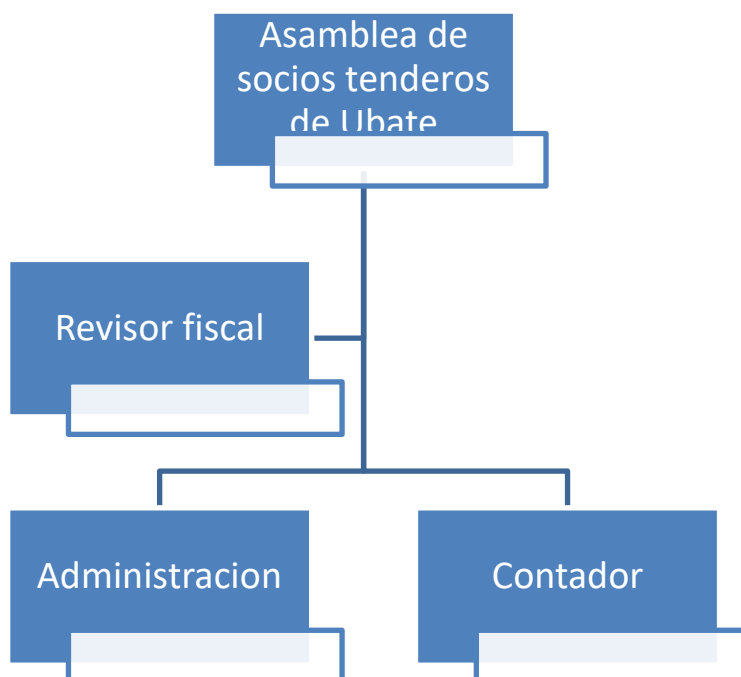 Asamblea de
socios tenderos
de Ubate
Revisor fiscal
Administracion
Contador